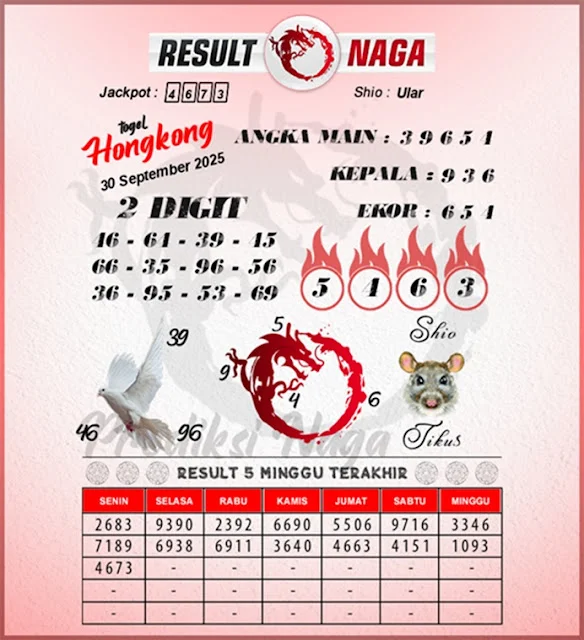 RESULT NAGA
Jackpot : 4673
Shio : Ular
Togel
Hongkong
30 September 2025
ANGKA MAIN : 3 9 6 5 4
KEPALA : 9 3 6
EKOR : 6 5 4
2 DIGIT
46 - 64 - 39 - 45
66 - 35 - 96 - 56
36 - 95 - 53 - 69
5 4 6 3
39
46
96
5
9
4
6
Shio
Tikus
Prediksi Naga
RESULT 5 MINGGU TERAKHIR
SENIN SELASA RABU KAMIS JUMAT SABTU MINGGU
2683 9390 2392 6690 5506 9716 3346
7189 6938 6911 3640 4663 4151 1093
4673 - - - - - -
- - - - - - -
- - - - - - -